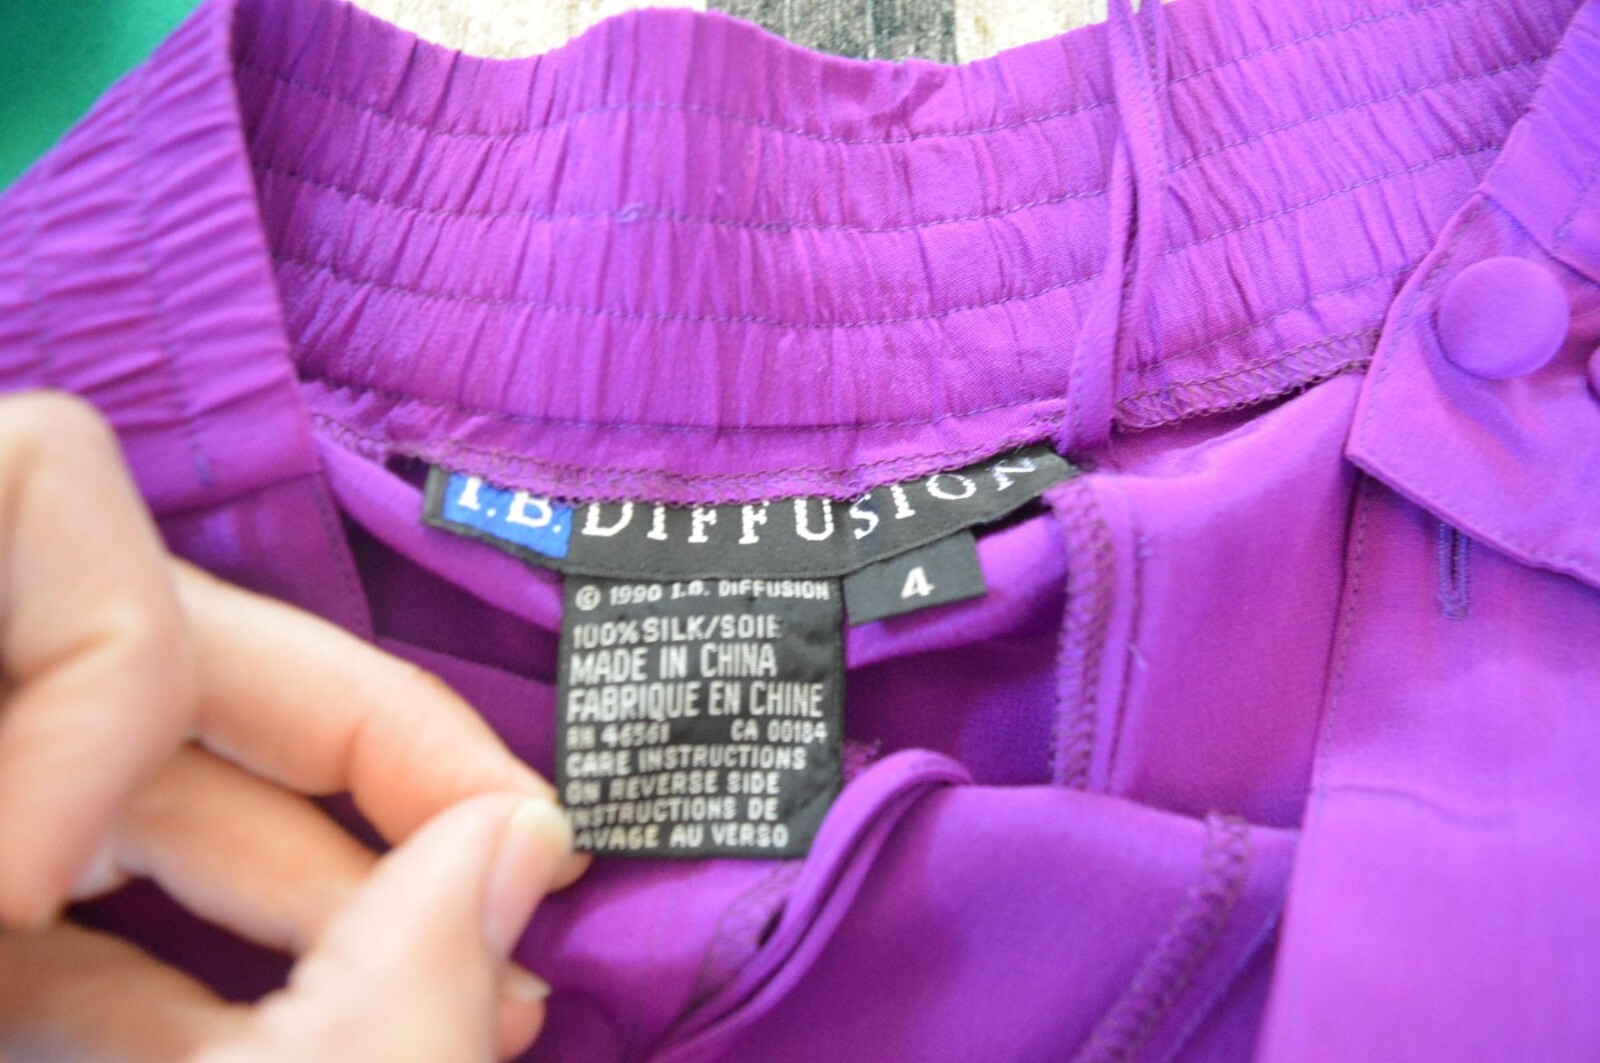 I.B. DIFFUSION
4
© 1990 I.B. DIFFUSION
100% SILK/SOIE
MADE IN CHINA
FABRIQUE EN CHINE
RN 46561 CA 00184
CARE INSTRUCTIONS
ON REVERSE SIDE
INSTRUCTIONS DE
AVAGE AU VERSO